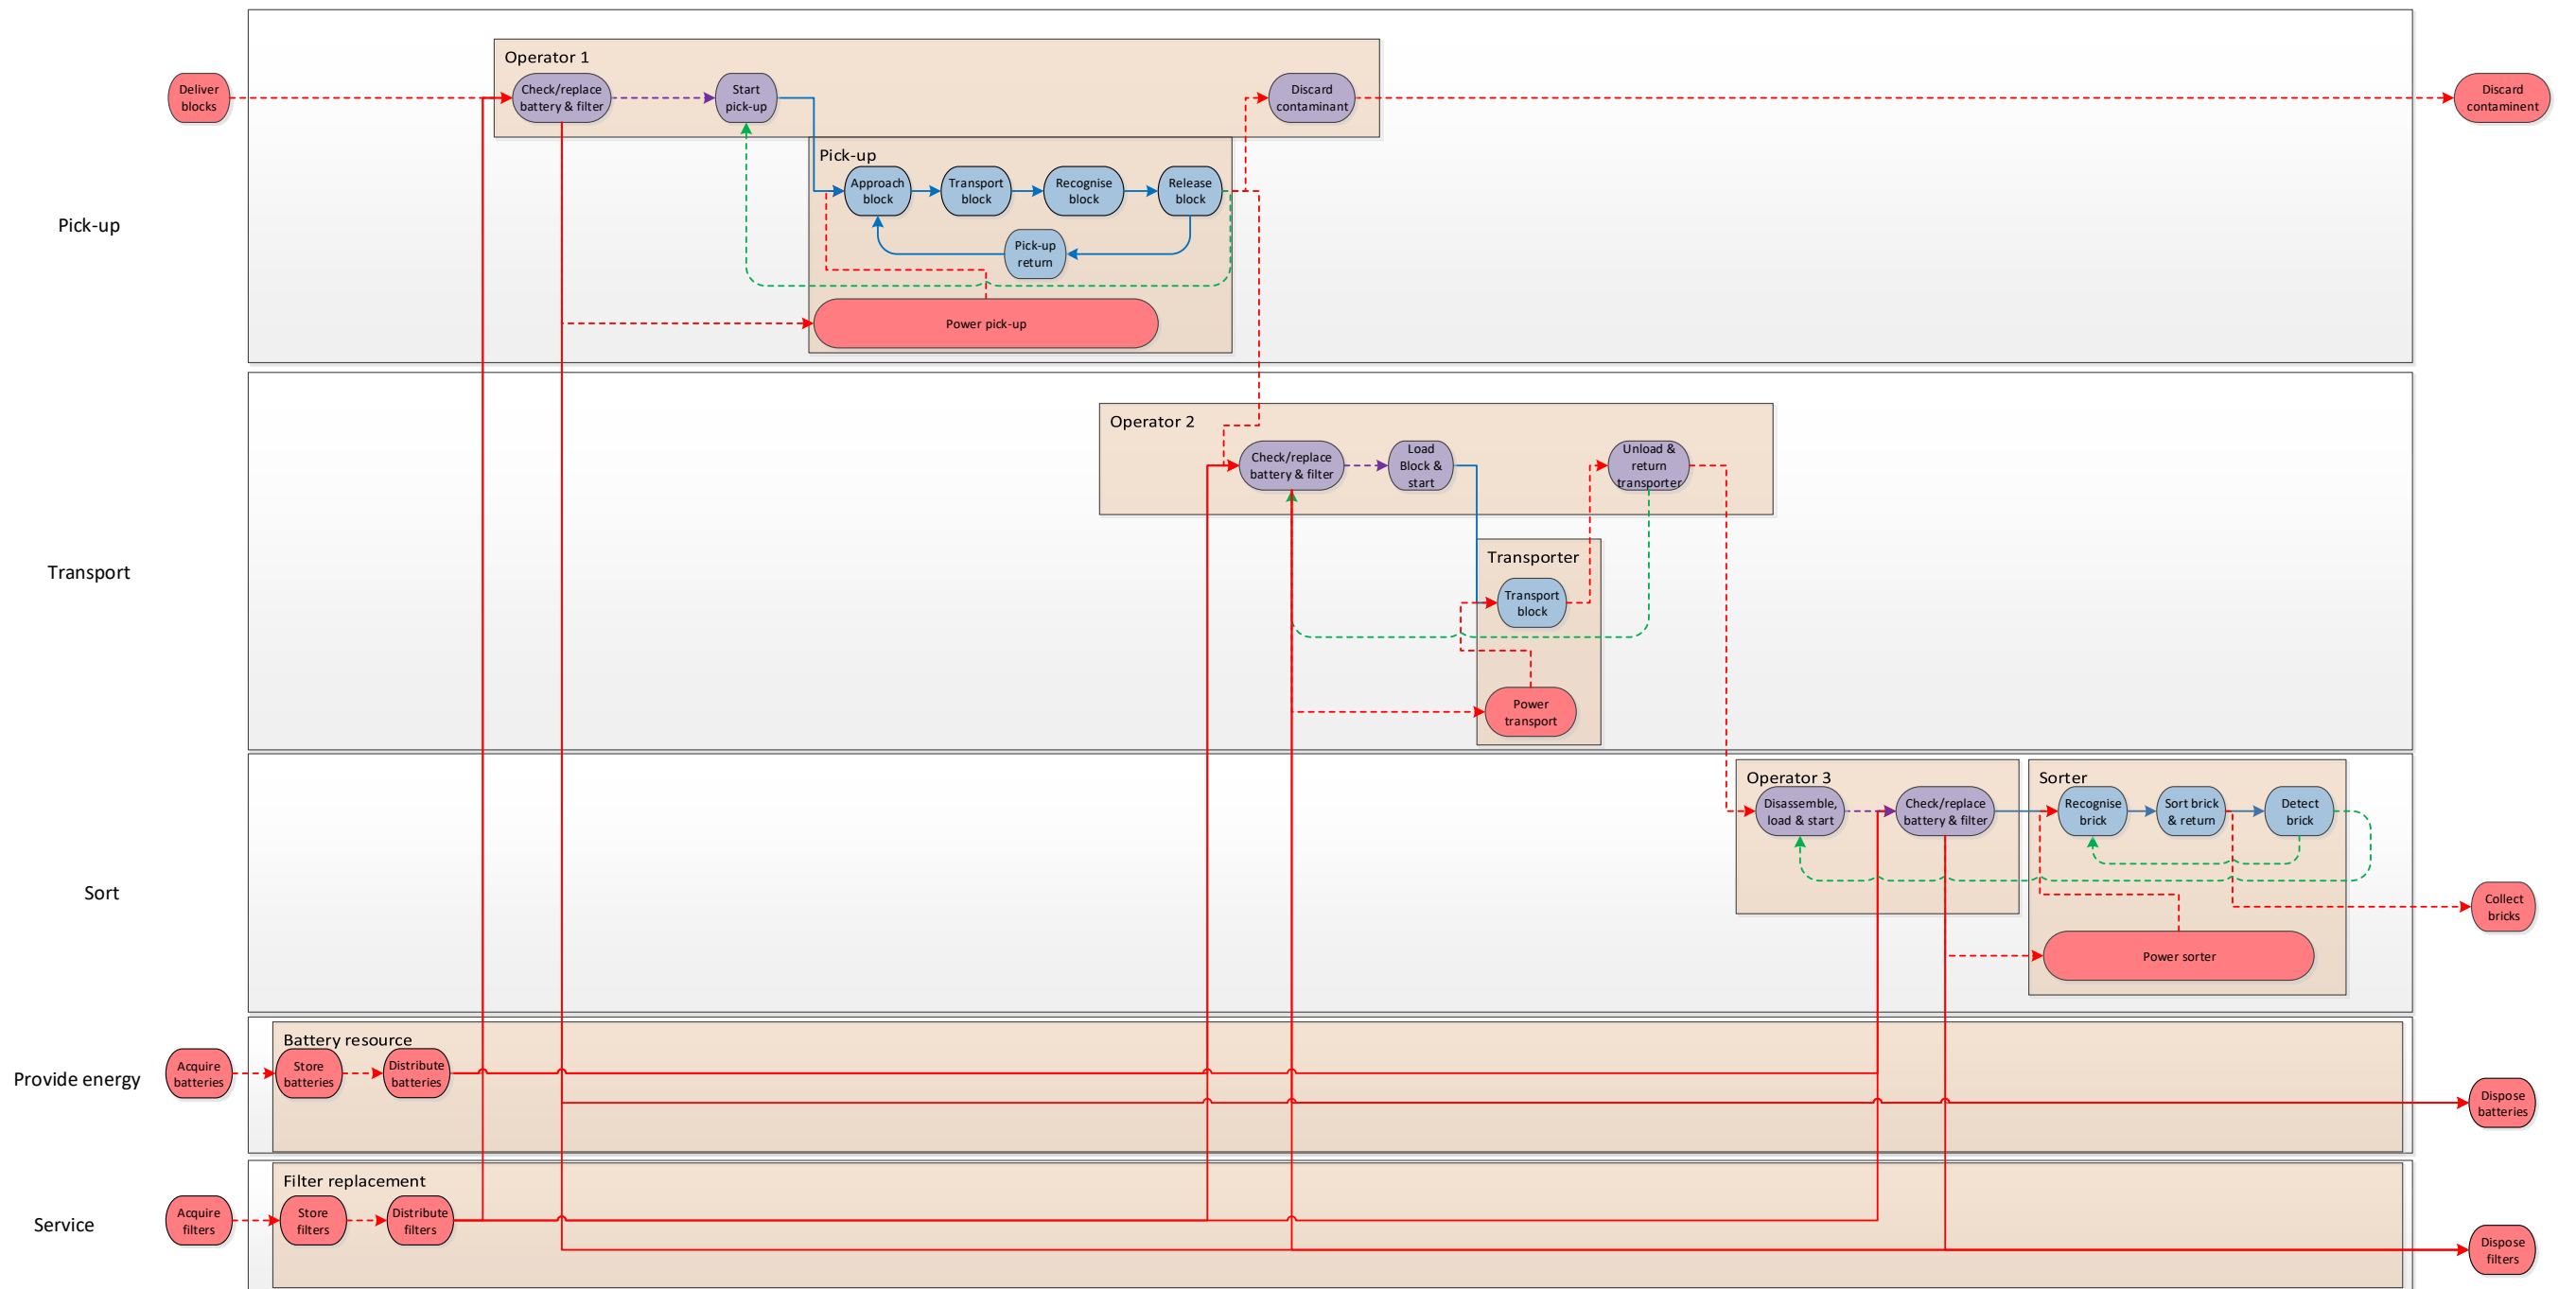 Operator 1
Deliver
blocks
Check/replace
battery & filter
Start
pick-up
Discard
contaminant
Discard
contaminent
Pick-up
Pick-up
Approach
block
Transport
block
Recognise
block
Release
block
Pick-up
return
Power pick-up
Transport
Operator 2
Check/replace
battery & filter
Load
Block &
start
Unload &
return
transporter
Transporter
Transport
block
Power
transport
Sort
Operator 3
Disassemble,
load & start
Check/replace
battery & filter
Sorter
Recognise
brick
Sort brick
& return
Detect
brick
Collect
bricks
Power sorter
Provide energy
Battery resource
Acquire
batteries
Store
batteries
Distribute
batteries
Dispose
batteries
Service
Filter replacement
Acquire
filters
Store
filters
Distribute
filters
Dispose
filters